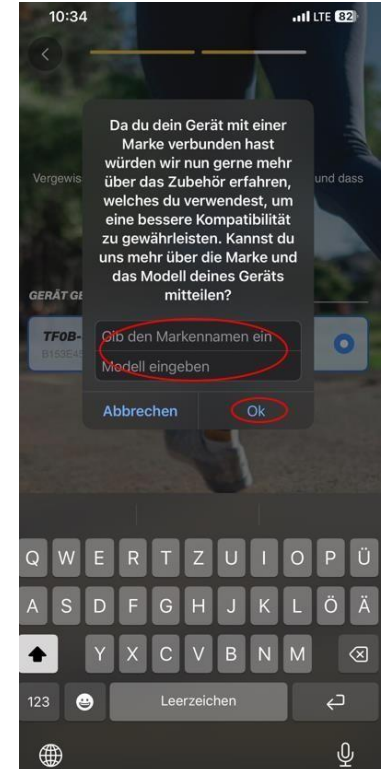 10:34
LTE 82
Da du dein Gerät mit einer
Marke verbunden hast
würden wir nun gerne mehr
über das Zubehör erfahren,
welches du verwendest, um
eine bessere Kompatibilität
zu gewährleisten. Kannst du
uns mehr über die Marke und
das Modell deines Geräts
mitteilen?
Vergewis
und dass
GERÄT GE
TF0B-
B153E45
Gib den Markennamen ein
Modell eingeben
Abbrechen Ok
Q W E R T Z U I O P Ü
A S D F G H J K L Ö Ä
Y X C V B N M
123 Leerzeichen